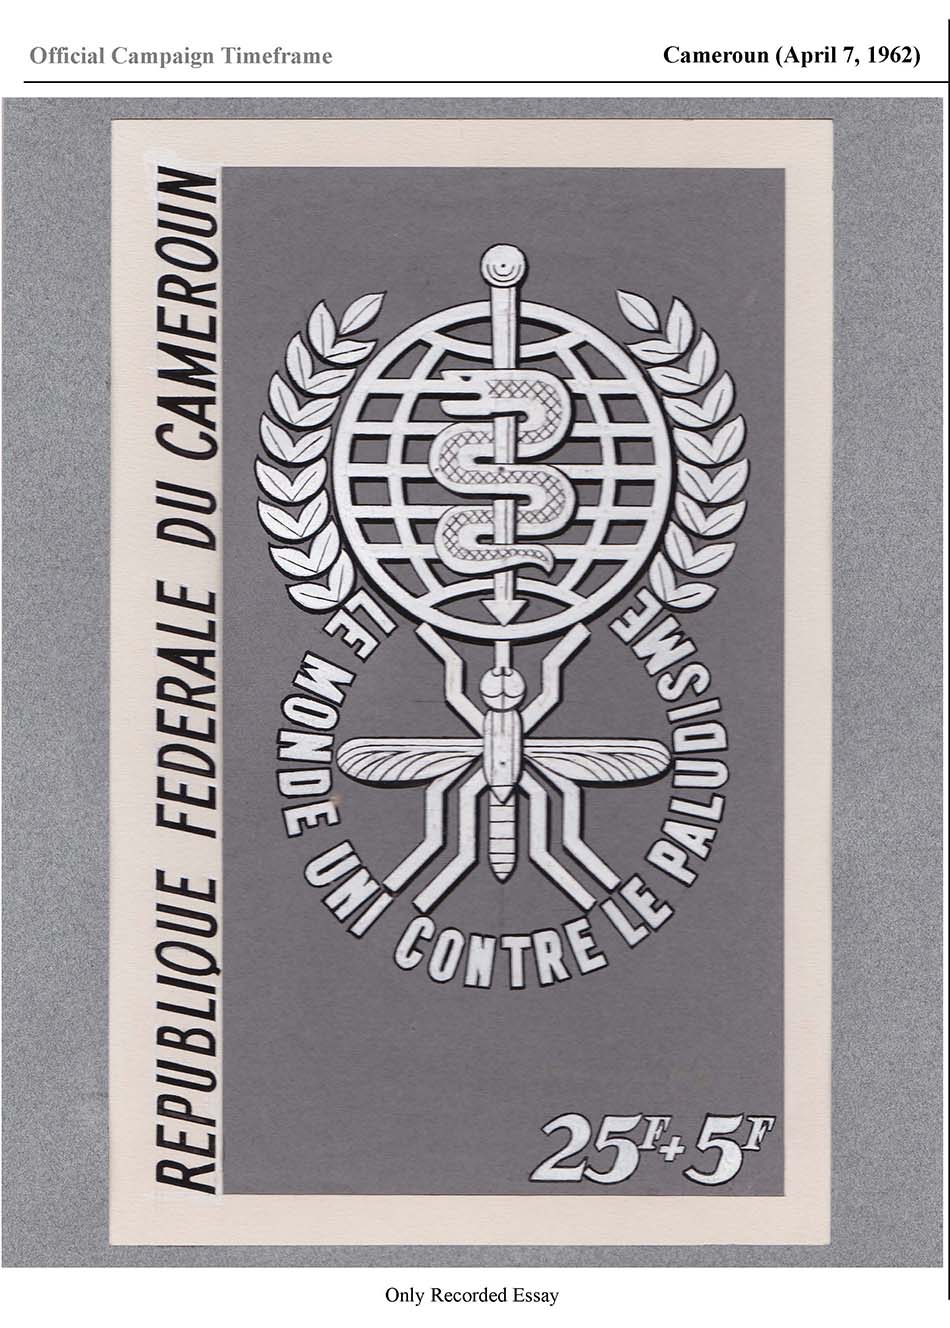 Official Campaign Timeframe
Cameroun (April 7, 1962)
REPUBLIQUE FEDERALE DU CAMEROUN
LE MONDE UNI CONTRE LE PALUDISME
25F+5F
Only Recorded Essay